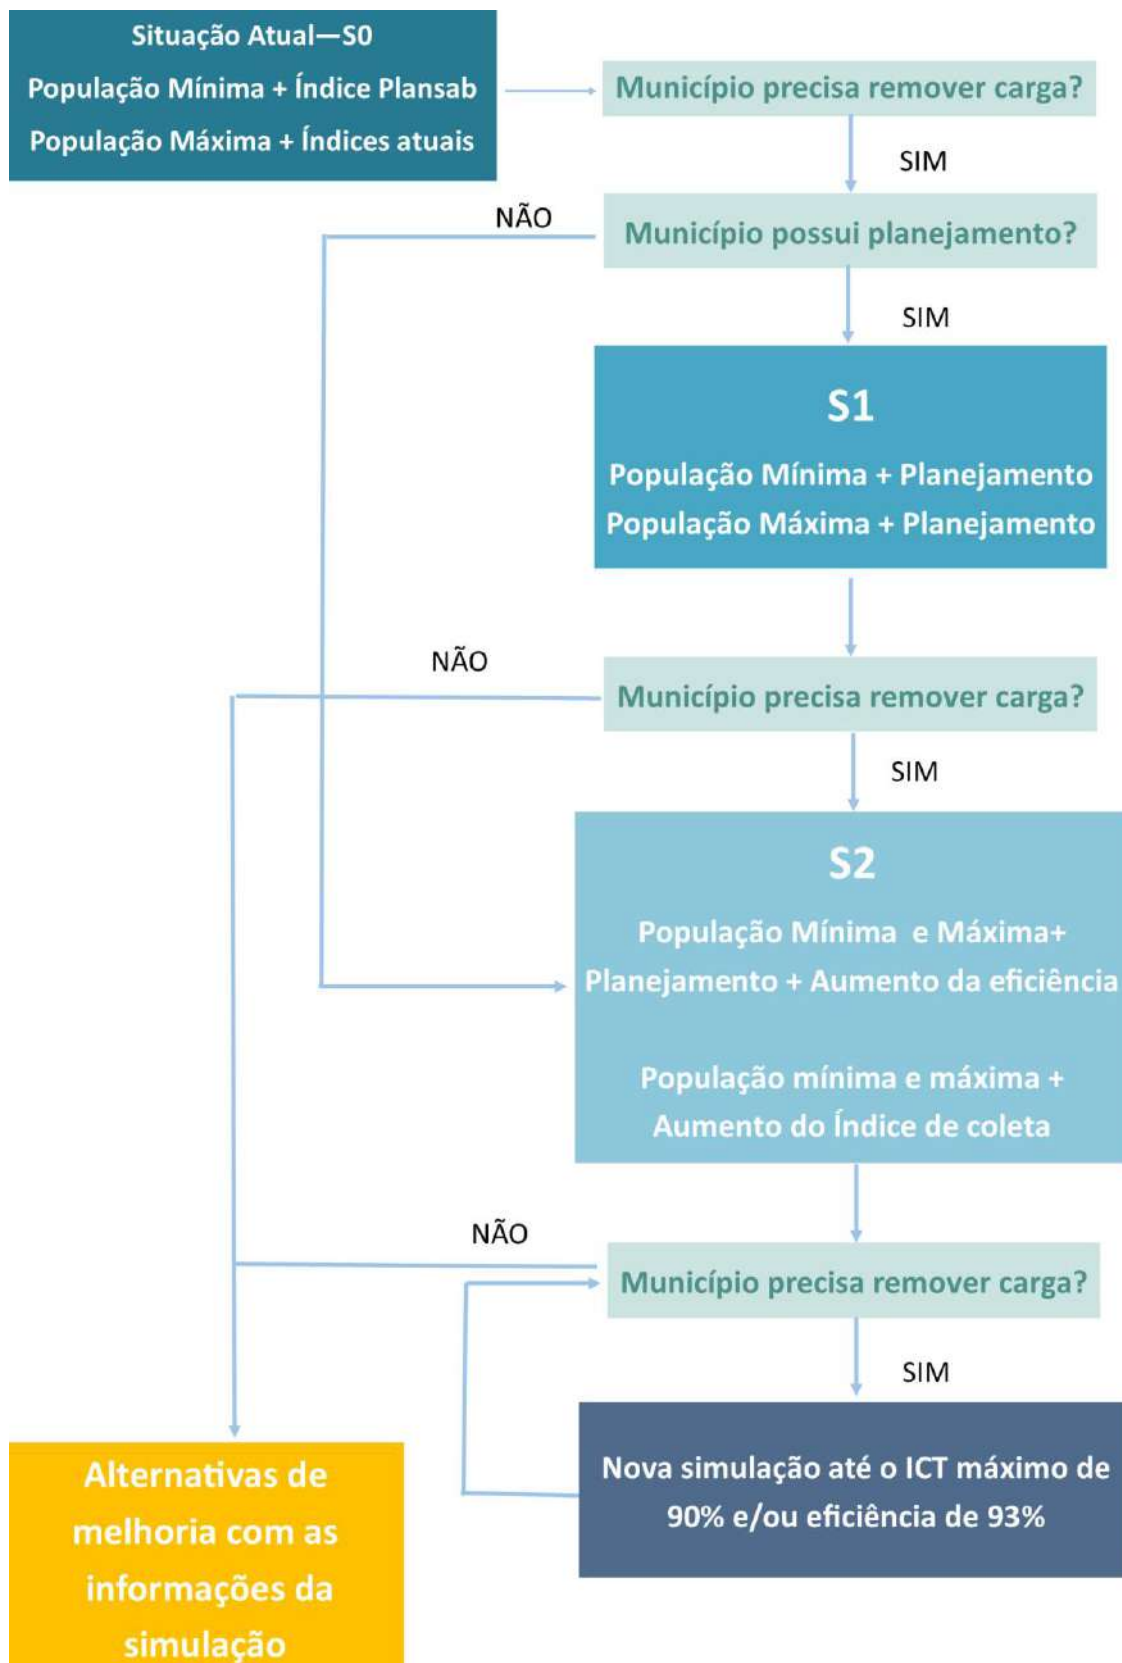 Situação Atual—S0
População Mínima + Índice Plansab
População Máxima + Índices atuais
Município precisa remover carga?
SIM
NÃO
Município possui planejamento?
SIM
S1
População Mínima + Planejamento
População Máxima + Planejamento
NÃO
Município precisa remover carga?
SIM
S2
População Mínima e Máxima+
Planejamento + Aumento da eficiência
População mínima e máxima +
Aumento do Índice de coleta
NÃO
Município precisa remover carga?
SIM
Nova simulação até o ICT máximo de
90% e/ou eficiência de 93%
Alternativas de
melhoria com as
informações da
simulação